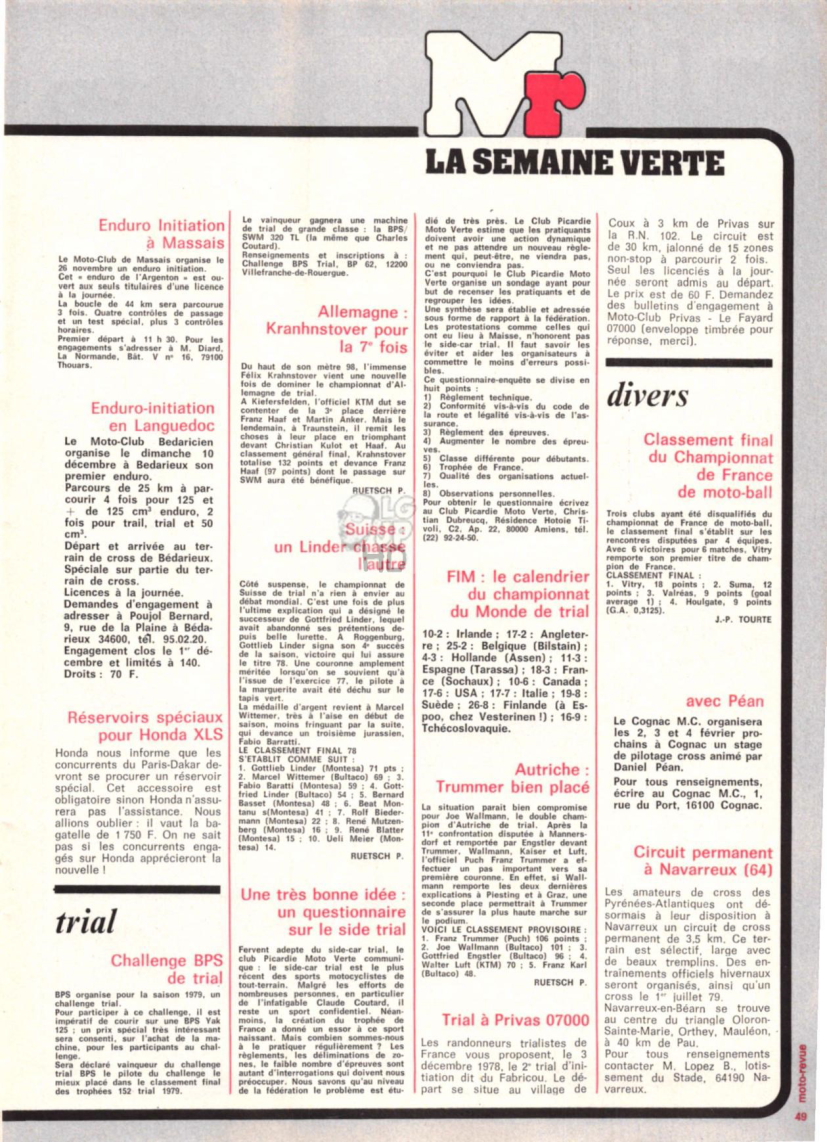 Mr
LA SEMAINE VERTE
Enduro Initiation
à Massais
Le Moto-Club de Massais organise le
26 novembre un enduro initiation.
Cet « enduro de l'Argenton » est ou-
vert aux seuls titulaires d'une licence
à la journée.
La boucle de 44 km sera parcourue
3 fois. Quatre contrôles de passage
et un test spécial, plus 3 contrôles
horaires.
Premier départ à 11 h 30. Pour les
engagements s'adresser à M. Diard,
La Normande, Bât. V n° 16, 79100
Thouars.
Enduro-initiation
en Languedoc
Le Moto-Club Bedaricien
organise le dimanche 10
décembre à Bedarieux son
premier enduro.
Parcours de 25 km à par-
courir 4 fois pour 125 et
+ de 125 cm³ enduro, 2
fois pour trail, trial et 50
cm³.
Départ et arrivée au ter-
rain de cross de Bédarieux.
Spéciale sur partie du ter-
rain de cross.
Licences à la journée.
Demandes d'engagement à
adresser à Poujol Bernard,
9, rue de la Plaine à Béda-
rieux 34600, tél. 95.02.20.
Engagement clos le 1er dé-
cembre et limités à 140.
Droits : 70 F.
Réservoirs spéciaux
pour Honda XLS
Honda nous informe que les
concurrents du Paris-Dakar de-
vront se procurer un réservoir
spécial. Cet accessoire est
obligatoire sinon Honda n'assu-
rera pas l'assistance. Nous
allions oublier : il vaut la ba-
gatelle de 1 750 F. On ne sait
pas si les concurrents enga-
gés sur Honda apprécieront la
nouvelle !
trial
Challenge BPS
de trial
BPS organise pour la saison 1979, un
challenge trial.
Pour participer à ce challenge, il est
impératif de courir sur une BPS Yak
125 ; un prix spécial très intéressant
sera consenti, sur l'achat de la ma-
chine, pour les participants au chal-
lenge.
Sera déclaré vainqueur du challenge
trial BPS le pilote du challenge le
mieux placé dans le classement final
des trophées 152 trial 1979.
Le vainqueur gagnera une machine
de trial de grande classe : la BPS/
SWM 320 TL (la même que Charles
Coutard).
Renseignements et inscriptions à :
Challenge BPS Trial, BP 62, 12200
Villefranche-de-Rouergue.
Allemagne :
Kranhnstover pour
la 7e fois
Du haut de son mètre 98, l'immense
Félix Krahnstover vient une nouvelle
fois de dominer le championnat d'Al-
lemagne de trial.
A Kiefersfelden, l'officiel KTM dut se
contenter de la 3e place derrière
Franz Haaf et Martin Anker. Mais le
lendemain, à Traunstein, il remit les
choses à leur place en triomphant
devant Christian Kulot et Haaf. Au
classement général final, Krahnstover
totalise 132 points et devance Franz
Haaf (97 points) dont le passage sur
SWM aura été bénéfique.
RUETSCH P.
Suisse :
un Linder chasse
l'autre
Côté suspense, le championnat de
Suisse de trial n'a rien à envier au
débat mondial. C'est une fois de plus
l'ultime explication qui a désigné le
successeur de Gottfried Linder, lequel
avait abandonné ses prétentions de-
puis belle lurette. A Roggenburg,
Gottlieb Linder signa son 4e succès
de la saison, victoire qui lui assure
le titre 78. Une couronne amplement
méritée lorsqu'on se souvient qu'à
l'issue de l'exercice 77, le pilote à
la marguerite avait été déchu sur le
tapis vert.
La médaille d'argent revient à Marcel
Wittemer, très à l'aise en début de
saison, moins fringuant par la suite,
qui devance un troisième jurassien,
Fabio Barratti.
LE CLASSEMENT FINAL 78
S'ETABLIT COMME SUIT :
1. Gottlieb Linder (Montesa) 71 pts ;
2. Marcel Wittemer (Bultaco) 69 ; 3.
Fabio Baratti (Montesa) 59 ; 4. Gott-
fried Linder (Bultaco) 54 ; 5. Bernard
Basset (Montesa) 48 ; 6. Beat Mon-
tanu s(Montesa) 41 ; 7. Rolf Bieder-
mann (Montesa) 22 ; 8. René Mutzen-
berg (Montesa) 16 ; 9. René Blatter
(Montesa) 15 ; 10. Ueli Meier (Mon-
tesa) 14.
RUETSCH P.
Une très bonne idée :
un questionnaire
sur le side trial
Fervent adepte du side-car trial, le
club Picardie Moto Verte communi-
que : le side-car trial est le plus
récent des sports motocyclistes de
tout-terrain. Malgré les efforts de
nombreuses personnes, en particulier
de l'infatigable Claude Coutard, il
reste un sport confidentiel. Néan-
moins, la création du trophée de
France a donné un essor à ce sport
naissant. Mais combien sommes-nous
à le pratiquer régulièrement ? Les
règlements, les déliminations de zo-
nes, le faible nombre d'épreuves sont
autant d'interrogations qui doivent nous
préoccuper. Nous savons qu'au niveau
de la fédération le problème est étu-
dié de très près. Le Club Picardie
Moto Verte estime que les pratiquants
doivent avoir une action dynamique
et ne pas attendre un nouveau règle-
ment qui, peut-être, ne viendra pas,
ou ne conviendra pas.
C'est pourquoi le Club Picardie Moto
Verte organise un sondage ayant pour
but de recenser les pratiquants et de
regrouper les idées.
Une synthèse sera établie et adressée
sous forme de rapport à la fédération.
Les protestations comme celles qui
ont eu lieu à Maisse, n'honorent pas
le side-car trial. Il faut savoir les
éviter et aider les organisateurs à
commettre le moins d'erreurs possi-
bles.
Ce questionnaire-enquête se divise en
huit points :
1) Règlement technique.
2) Conformité vis-à-vis du code de
la route et légalité vis-à-vis de l'as-
surance.
3) Règlement des épreuves.
4) Augmenter le nombre des épreu-
ves.
5) Classe différente pour débutants.
6) Trophée de France.
7) Qualité des organisations actuel-
les.
8) Observations personnelles.
Pour obtenir le questionnaire écrivez
au Club Picardie Moto Verte, Chris-
tian Dubreucq, Résidence Hotoie Ti-
voli, C2, Ap. 22, 80000 Amiens, tél.
(22) 92-24-50.
FIM : le calendrier
du championnat
du Monde de trial
10-2 : Irlande ; 17-2 : Angleter-
re ; 25-2 : Belgique (Bilstain) ;
4-3 : Hollande (Assen) ; 11-3 :
Espagne (Tarassa) ; 18-3 : Fran-
ce (Sochaux) ; 10-6 : Canada ;
17-6 : USA ; 17-7 : Italie ; 19-8 :
Suède ; 26-8 : Finlande (à Es-
poo, chez Vesterinen !) ; 16-9 :
Tchécoslovaquie.
Autriche :
Trummer bien placé
La situation parait bien compromise
pour Joe Wallmann, le double cham-
pion d'Autriche de trial. Après la
11e confrontation disputée à Manners-
dorf et remportée par Engstler devant
Trummer, Wallmann, Kaiser et Luft,
l'officiel Puch Franz Trummer a ef-
fectuer un pas important vers sa
première couronne. En effet, si Wall-
mann remporte les deux dernières
explications à Piesting et à Graz, une
seconde place permettrait à Trummer
de s'assurer la plus haute marche sur
le podium.
VOICI LE CLASSEMENT PROVISOIRE :
1. Franz Trummer (Puch) 106 points ;
2. Joe Wallmann (Bultaco) 101 ; 3.
Gottfried Engstler (Bultaco) 96 ; 4.
Walter Luft (KTM) 70 ; 5. Franz Karl
(Bultaco) 48.
RUETSCH P.
Trial à Privas 07000
Les randonneurs trialistes de
France vous proposent, le 3
décembre 1978, le 2e trial d'ini-
tiation dit du Fabricou. Le dé-
part se situe au village de
Coux à 3 km de Privas sur
la R.N. 102. Le circuit est
de 30 km, jalonné de 15 zones
non-stop à parcourir 2 fois.
Seul les licenciés à la jour-
née seront admis au départ.
Le prix est de 60 F. Demandez
des bulletins d'engagement à
Moto-Club Privas - Le Fayard
07000 (enveloppe timbrée pour
réponse, merci).
divers
Classement final
du Championnat
de France
de moto-ball
Trois clubs ayant été disqualifiés du
championnat de France de moto-ball,
le classement final s'établit sur les
rencontres disputées par 4 équipes.
Avec 6 victoires pour 6 matches, Vitry
remporte son premier titre de cham-
pion de France.
CLASSEMENT FINAL :
1. Vitry, 18 points ; 2. Suma, 12
points ; 3. Valréas, 9 points (goal
average 1) ; 4. Houlgate, 9 points
(G.A. 0,3125).
J.-P. TOURTE
avec Péan
Le Cognac M.C. organisera
les 2, 3 et 4 février pro-
chains à Cognac un stage
de pilotage cross animé par
Daniel Péan.
Pour tous renseignements,
écrire au Cognac M.C., 1,
rue du Port, 16100 Cognac.
Circuit permanent
à Navarreux (64)
Les amateurs de cross des
Pyrénées-Atlantiques ont dé-
sormais à leur disposition à
Navarreux un circuit de cross
permanent de 3,5 km. Ce ter-
rain est sélectif, large avec
de beaux tremplins. Des en-
trainements officiels hivernaux
seront organisés, ainsi qu'un
cross le 1er juillet 79.
Navarreux-en-Béarn se trouve
au centre du triangle Oloron-
Sainte-Marie, Orthey, Mauléon,
à 40 km de Pau.
Pour tous renseignements
contacter M. Lopez B., lotis-
sement du Stade, 64190 Na-
varreux.
moto-revue
49